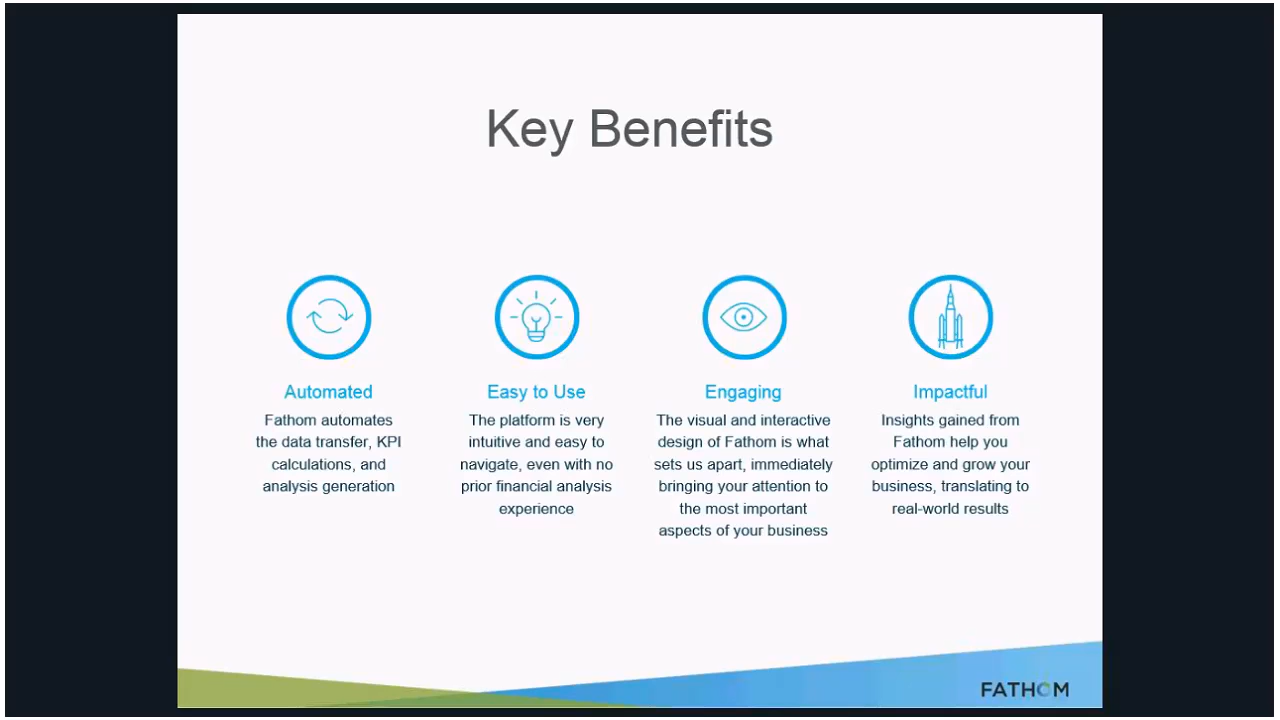 Key Benefits
Automated
Fathom automates
the data transfer, KPI
calculations, and
analysis generation
Easy to Use
The platform is very
intuitive and easy to
navigate, even with no
prior financial analysis
experience
Engaging
The visual and interactive
design of Fathom is what
sets us apart, immediately
bringing your attention to
the most important
aspects of your business
Impactful
Insights gained from
Fathom help you
optimize and grow your
business, translating to
real-world results
FATHOM